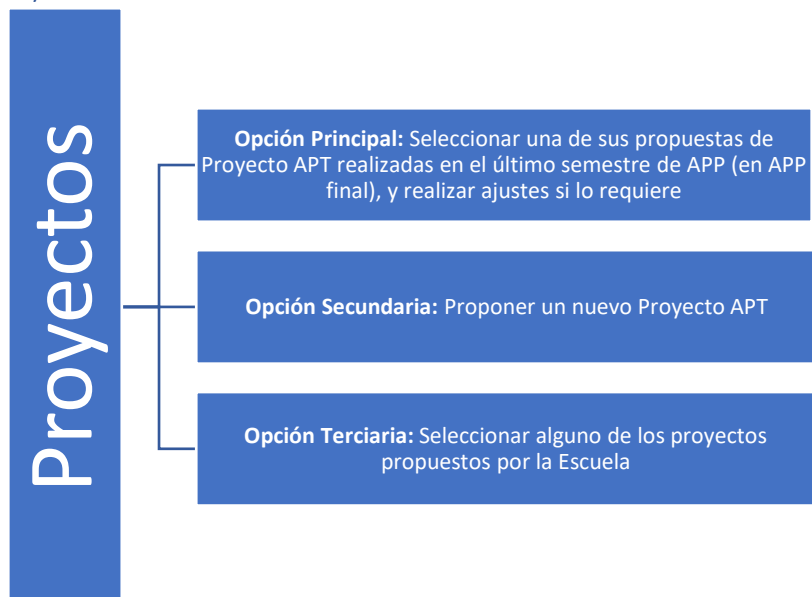 Proyectos
Opción Principal: Seleccionar una de sus propuestas de
Proyecto APT realizadas en el último semestre de APP (en APP
final), y realizar ajustes si lo requiere
Opción Secundaria: Proponer un nuevo Proyecto APT
Opción Terciaria: Seleccionar alguno de los proyectos
propuestos por la Escuela